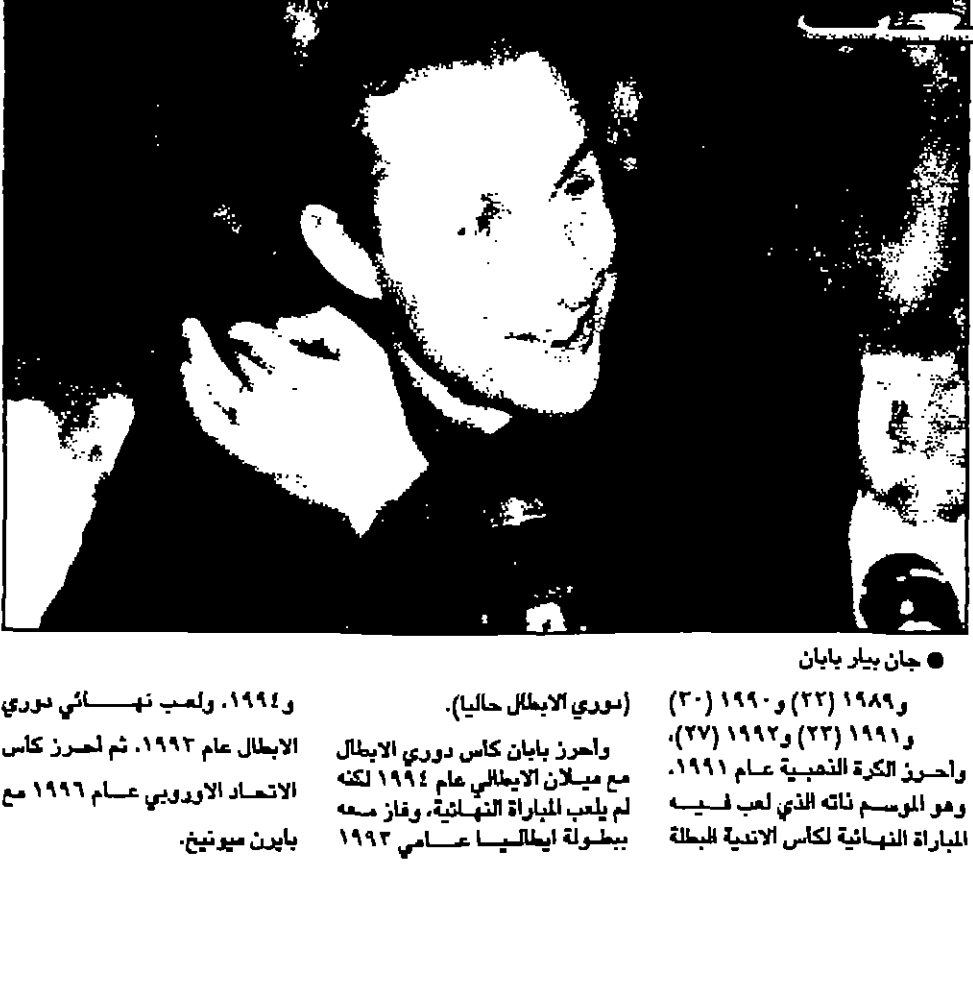 ● جان بيار بابان
و١٩٨٩ (٢٢) و١٩٩٠ (٣٠)
و١٩٩١ (٢٣) و١٩٩٢ (٢٧)،
وأحرز الكرة الذهبية عام ١٩٩١.
وهو الموسم ذاته الذي لعب فيه
المباراة النهائية لكأس الاندية البطلة
(دوري الابطال حاليا).
وأحرز بابان كأس دوري الابطال
مع ميلان الايطالي عام ١٩٩٤ لكنه
لم يلعب المباراة النهائية، وفاز معه
ببطولة ايطاليا عامي ١٩٩٣
و١٩٩٤. ولعب نهائي دوري
الابطال عام ١٩٩٣. ثم أحرز كأس
الاتحاد الاوروبي عام ١٩٩٦ مع
بايرن ميونيخ.